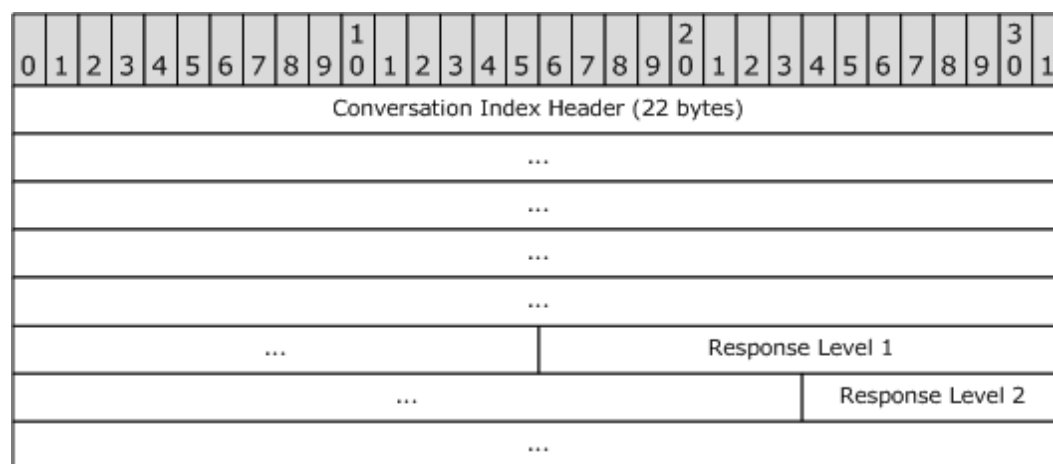 1 2 3
0 1 2 3 4 5 6 7 8 9 0 1 2 3 4 5 6 7 8 9 0 1 2 3 4 5 6 7 8 9 0 1
Conversation Index Header (22 bytes)
...
...
...
...
... Response Level 1
... Response Level 2
...